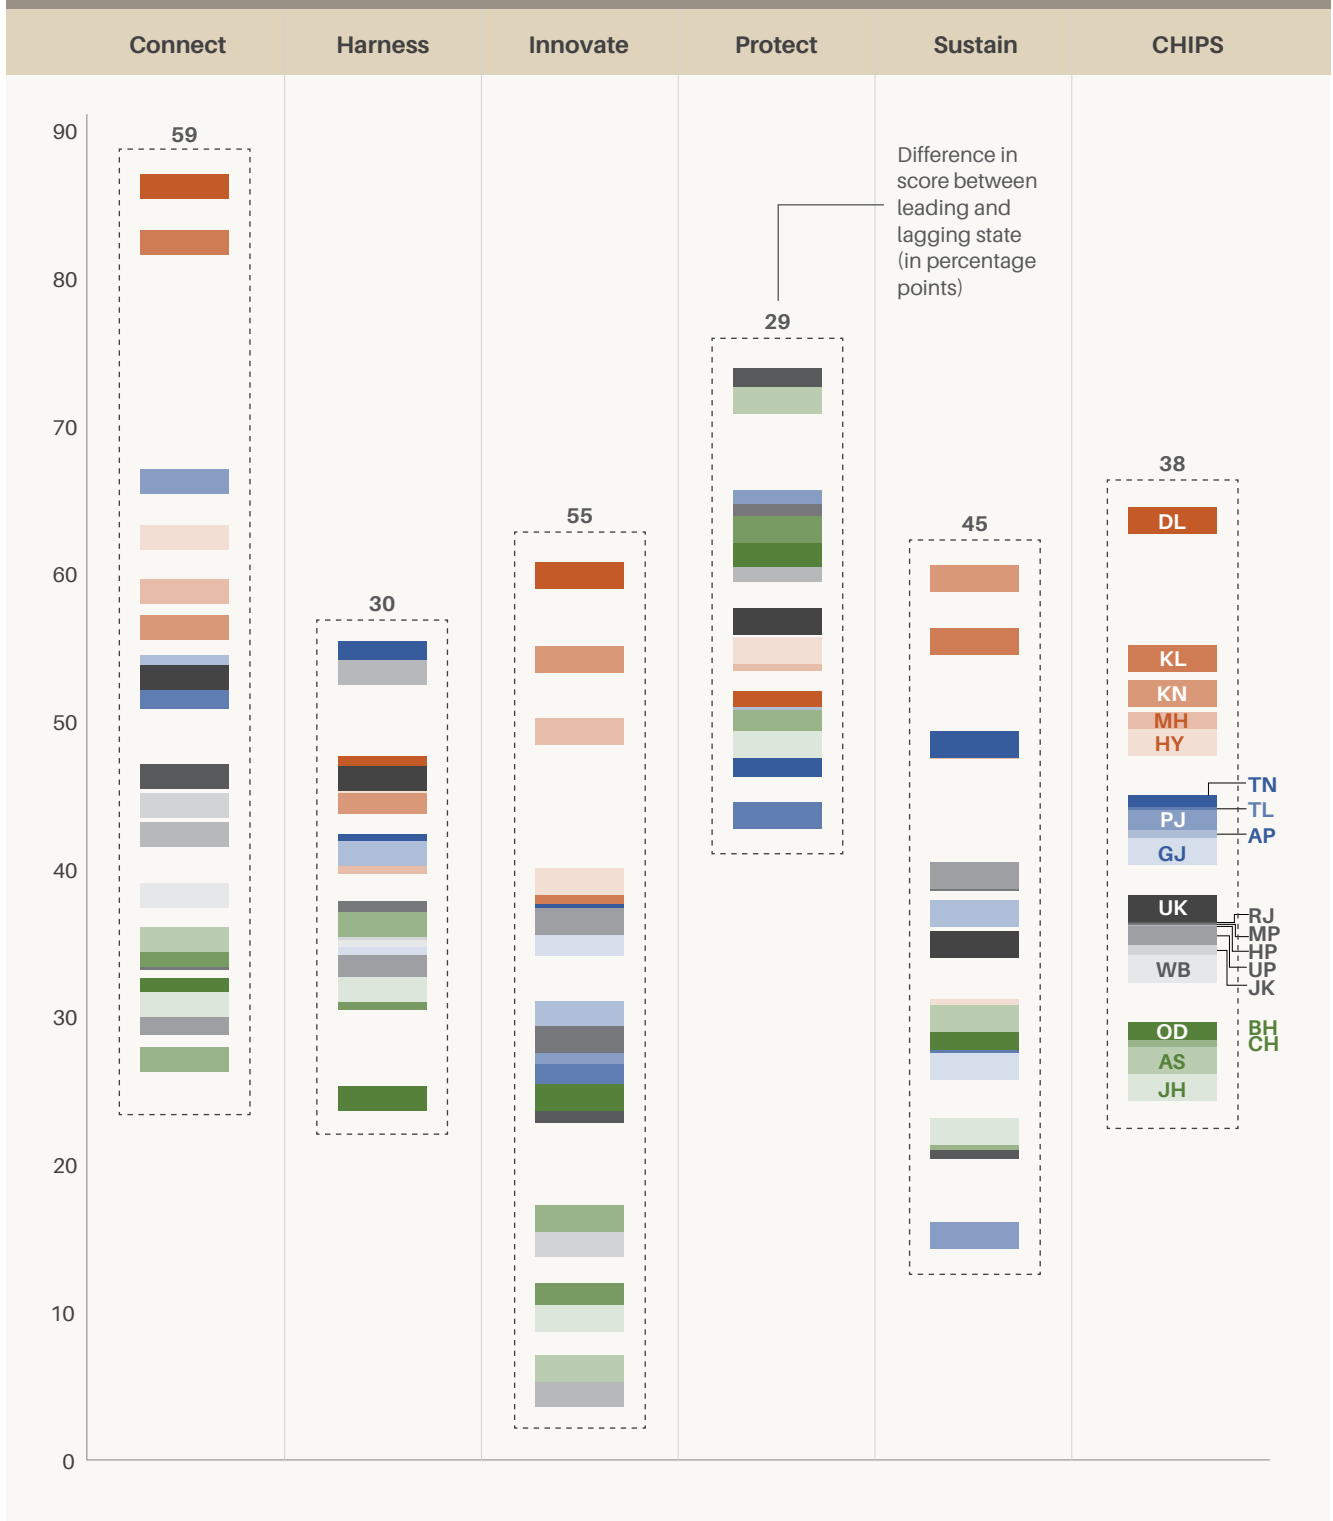 Connect Harness Innovate Protect Sustain CHIPS
90
80
70
60
50
40
30
20
10
0
59
30
55
29
45
38
Difference in
score between
leading and
lagging state
(in percentage
points)
DL
KL
KN
MH
HY
TN
TL
PJ
AP
GJ
UK
RJ
MP
HP
UP
WB
JK
BH
OD
CH
AS
JH